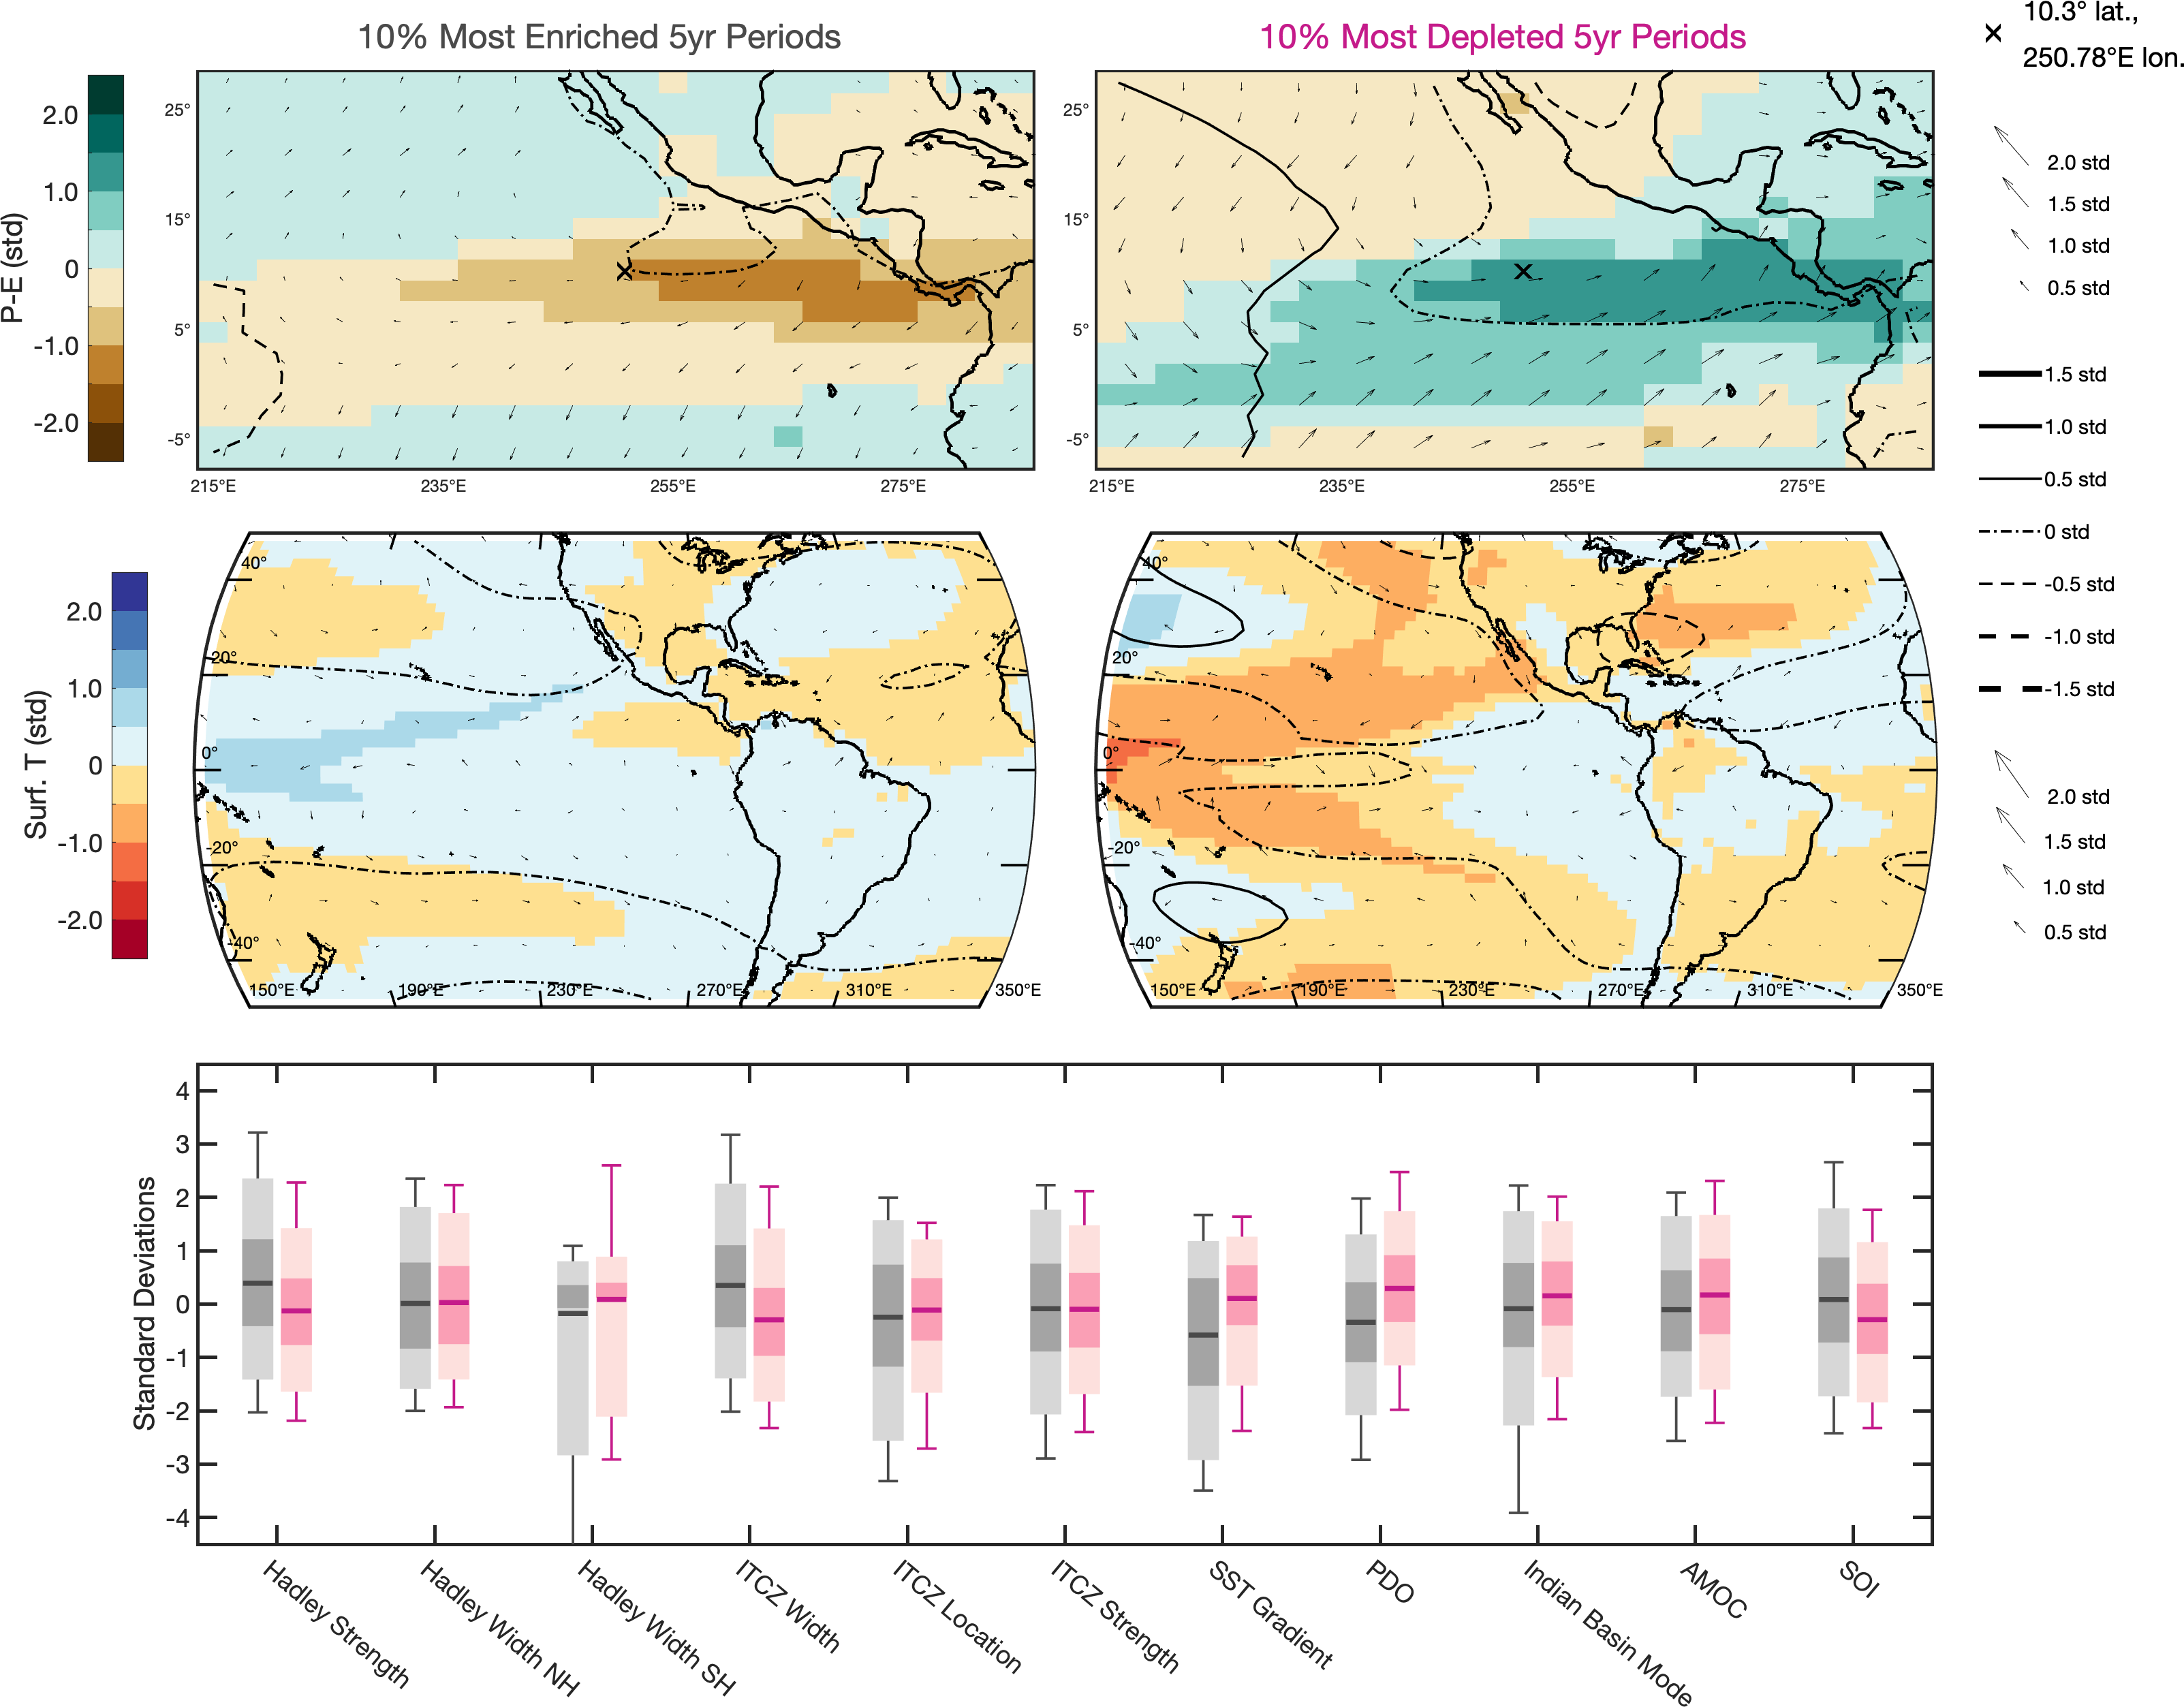 10% Most Enriched 5yr Periods
10% Most Depleted 5yr Periods
10.3° lat.,
250.78°E lon.
P-E (std)
2.0
1.0
0
-1.0
-2.0
25°
15°
5°
-5°
215°E
235°E
255°E
275°E
25°
15°
5°
-5°
215°E
235°E
255°E
275°E
2.0 std
1.5 std
1.0 std
0.5 std
1.5 std
1.0 std
0.5 std
0 std
-0.5 std
-1.0 std
-1.5 std
Surf. T (std)
2.0
1.0
0
-1.0
-2.0
40°
20°
0°
-20°
-40°
150°E
190°E
230°E
270°E
310°E
350°E
40°
20°
0°
-20°
-40°
150°E
190°E
230°E
270°E
310°E
350°E
2.0 std
1.5 std
1.0 std
0.5 std
Standard Deviations
4
3
2
1
0
-1
-2
-3
-4
Hadley Strength
Hadley Width NH
Hadley Width SH
ITCZ Width
ITCZ Location
ITCZ Strength
SST Gradient
PDO
Indian Basin Mode
AMOC
SOI